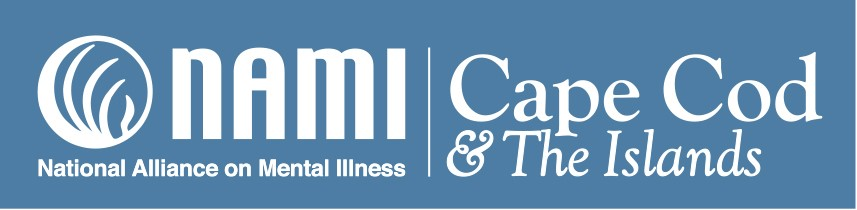 NAMI
National Alliance on Mental Illness
Cape Cod
& The Islands